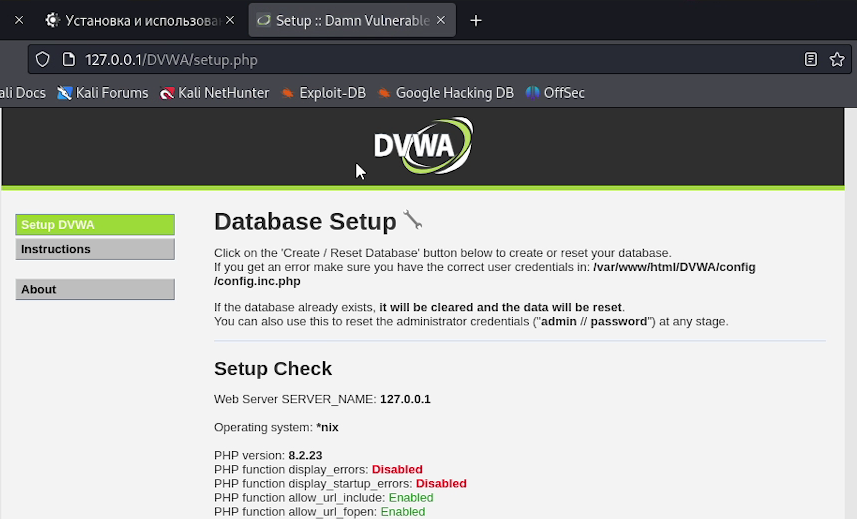 Установка и использова
Setup :: Damn Vulnerable
127.0.0.1/DVWA/setup.php
ali Docs Kali Forums Kali NetHunter Exploit-DB Google Hacking DB OffSec
DVWA
Setup DVWA
Instructions
About
Database Setup
Click on the 'Create / Reset Database' button below to create or reset your database.
If you get an error make sure you have the correct user credentials in: /var/www/html/DVWA/config
/config.inc.php
If the database already exists, it will be cleared and the data will be reset.
You can also use this to reset the administrator credentials ("admin // password") at any stage.
Setup Check
Web Server SERVER_NAME: 127.0.0.1
Operating system: *nix
PHP version: 8.2.23
PHP function display_errors: Disabled
PHP function display_startup_errors: Disabled
PHP function allow_url_include: Enabled
PHP function allow_url_fopen: Enabled